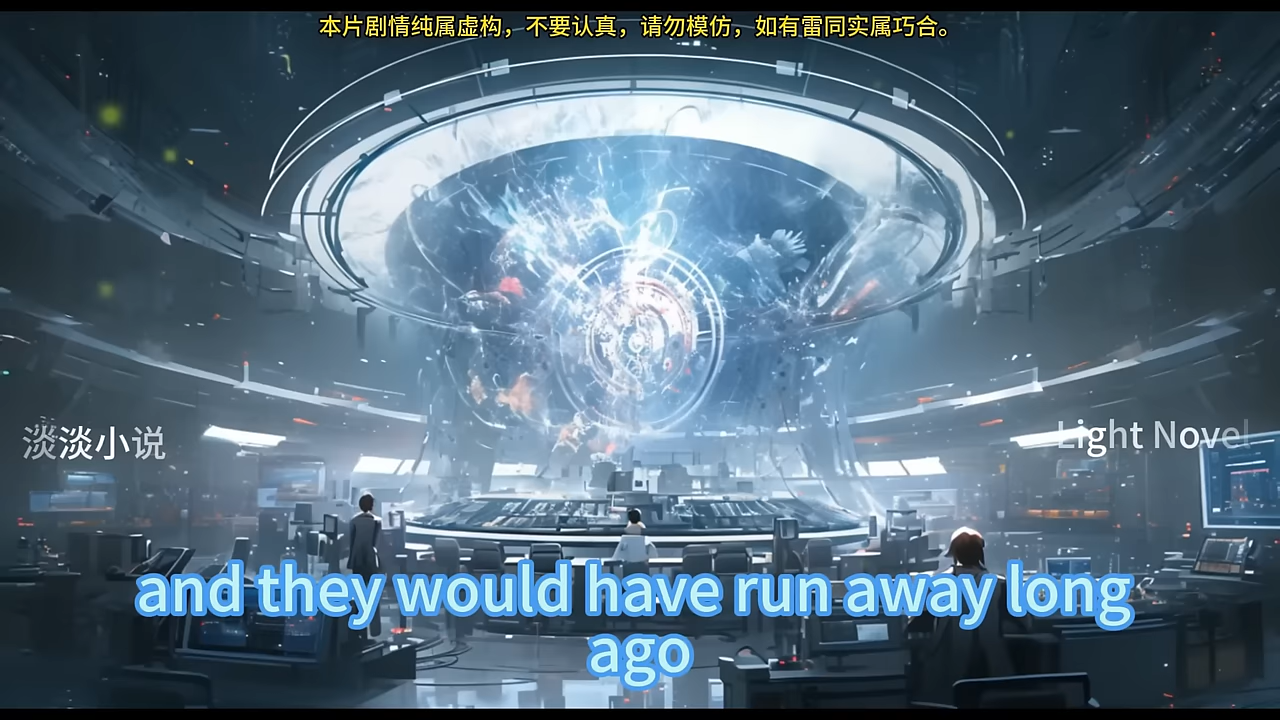 本片剧情纯属虚构，不要认真，请勿模仿，如有雷同实属巧合。
淡淡小说
Light Novel
and they would have run away long
ago